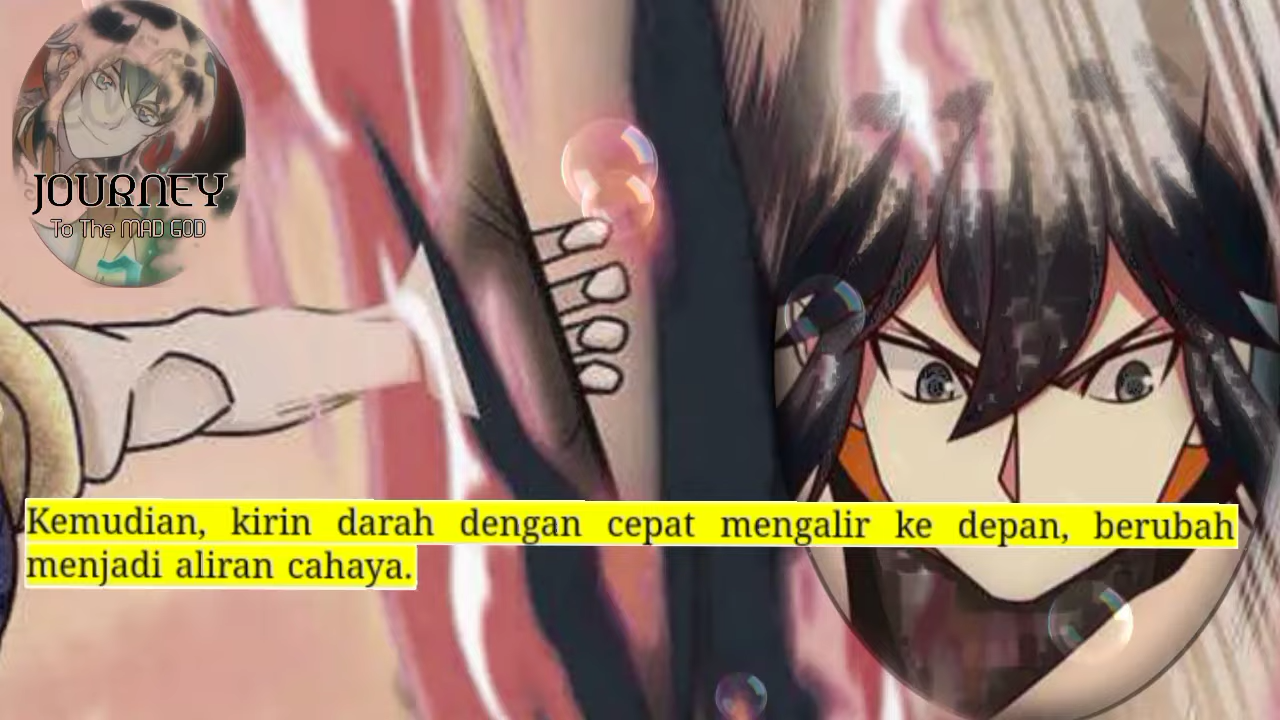 JOURNEY
To The MAD GOD
Kemudian, kirin darah dengan cepat mengalir ke depan, berubah
menjadi aliran cahaya.